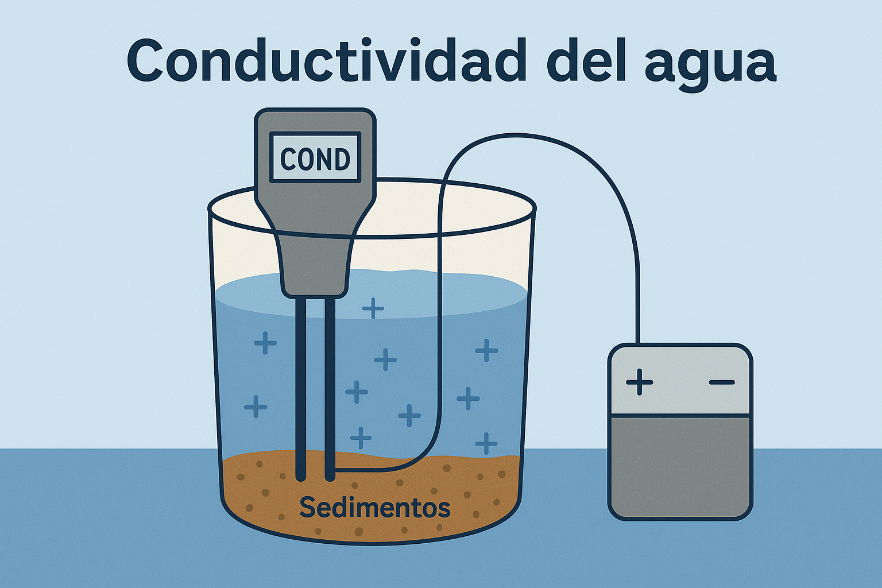 Conductividad del agua
COND
+ −
Sedimentos